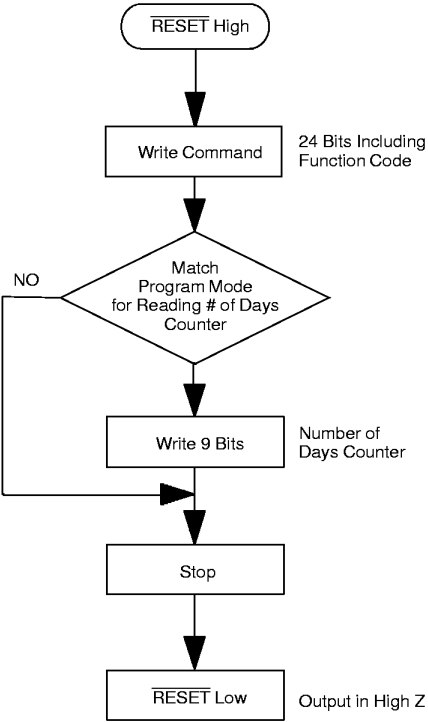 RESET High
Write Command
24 Bits Including
Function Code
Match
Program Mode
for Reading # of Days
Counter
NO
Write 9 Bits
Number of
Days Counter
Stop
RESET Low
Output in High Z